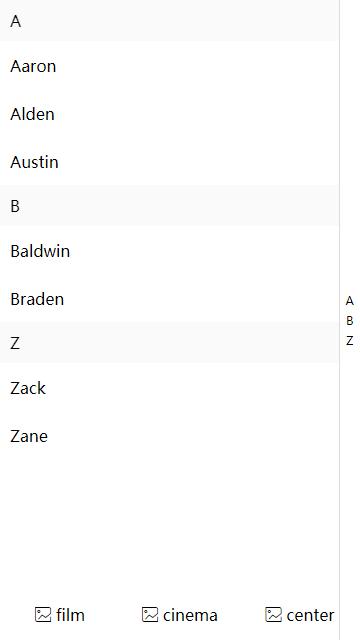 A
Aaron
Alden
Austin
B
Baldwin
Braden
Z
Zack
Zane
A
B
Z
film cinema center